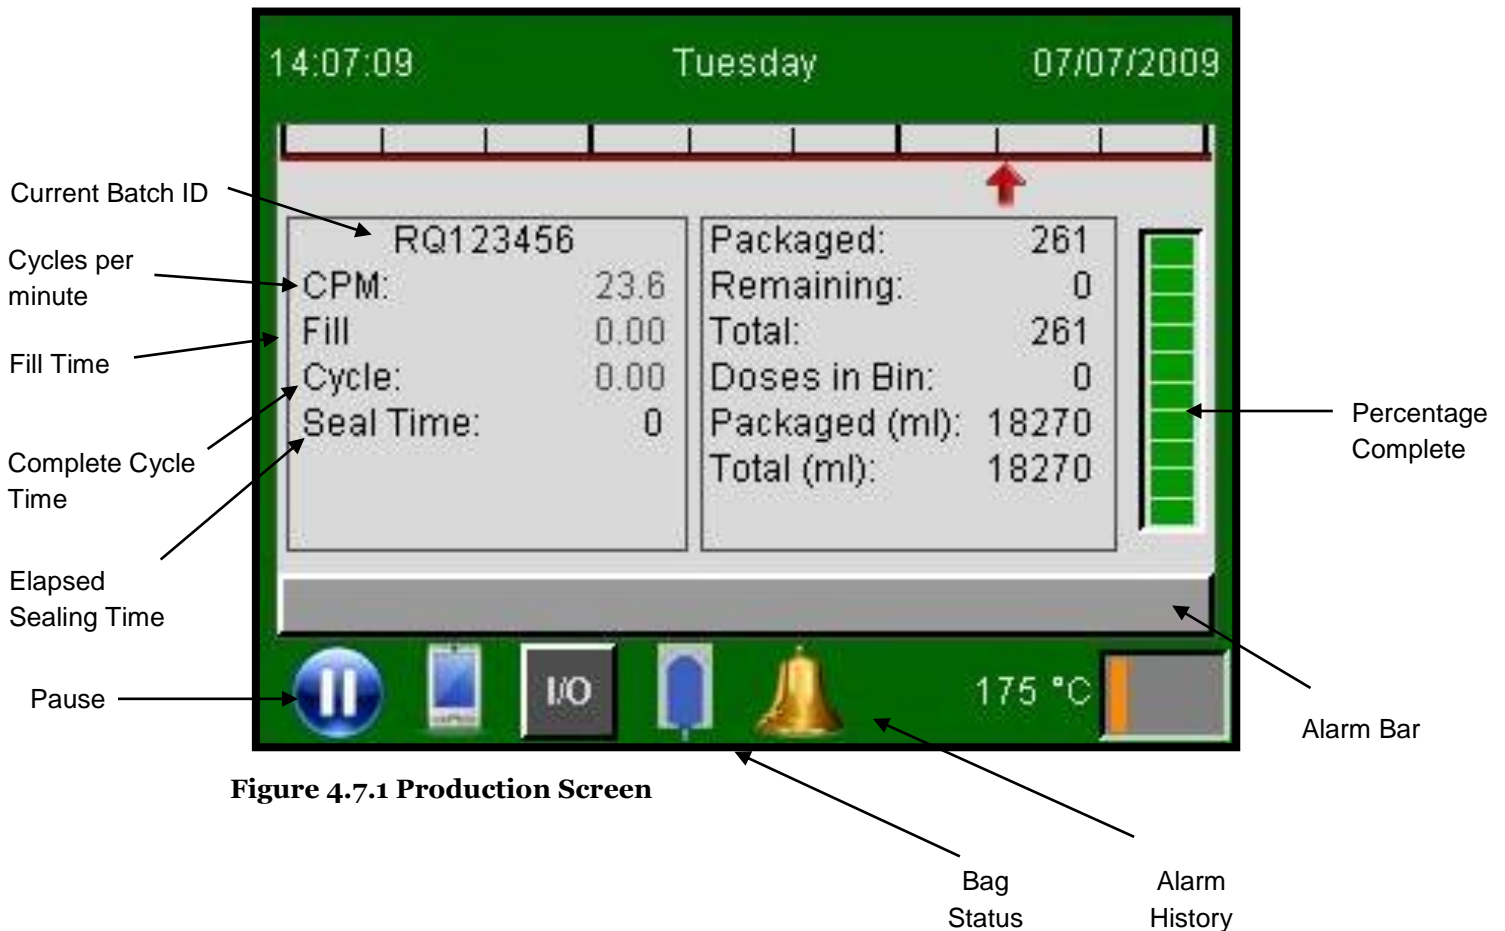 14:07:09 Tuesday 07/07/2009
Current Batch ID
Cycles per
minute
Fill Time
Complete Cycle
Time
Elapsed
Sealing Time
Pause
RQ123456
CPM: 23.6
Fill 0.00
Cycle: 0.00
Seal Time: 0
Packaged: 261
Remaining: 0
Total: 261
Doses in Bin: 0
Packaged (ml): 18270
Total (ml): 18270
Percentage
Complete
I/O
175 °C
Alarm Bar
Figure 4.7.1 Production Screen
Bag
Status
Alarm
History